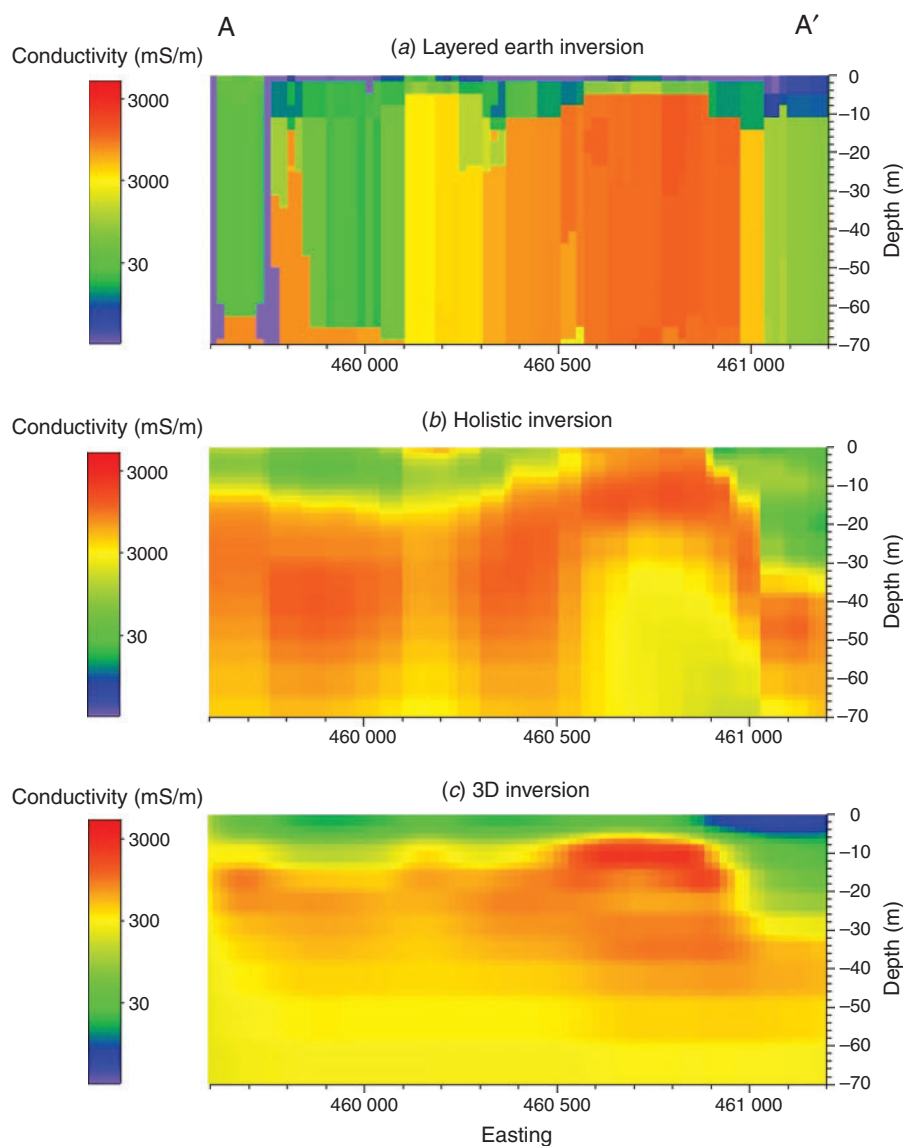 A A′
(a) Layered earth inversion
Conductivity (mS/m)
3000
3000
30
0
–10
–20
–30
–40
–50
–60
–70
Depth (m)
460 000 460 500 461 000
(b) Holistic inversion
Conductivity (mS/m)
3000
3000
30
0
–10
–20
–30
–40
–50
–60
–70
Depth (m)
460 000 460 500 461 000
(c) 3D inversion
Conductivity (mS/m)
3000
300
30
0
–10
–20
–30
–40
–50
–60
–70
Depth (m)
460 000 460 500 461 000
Easting